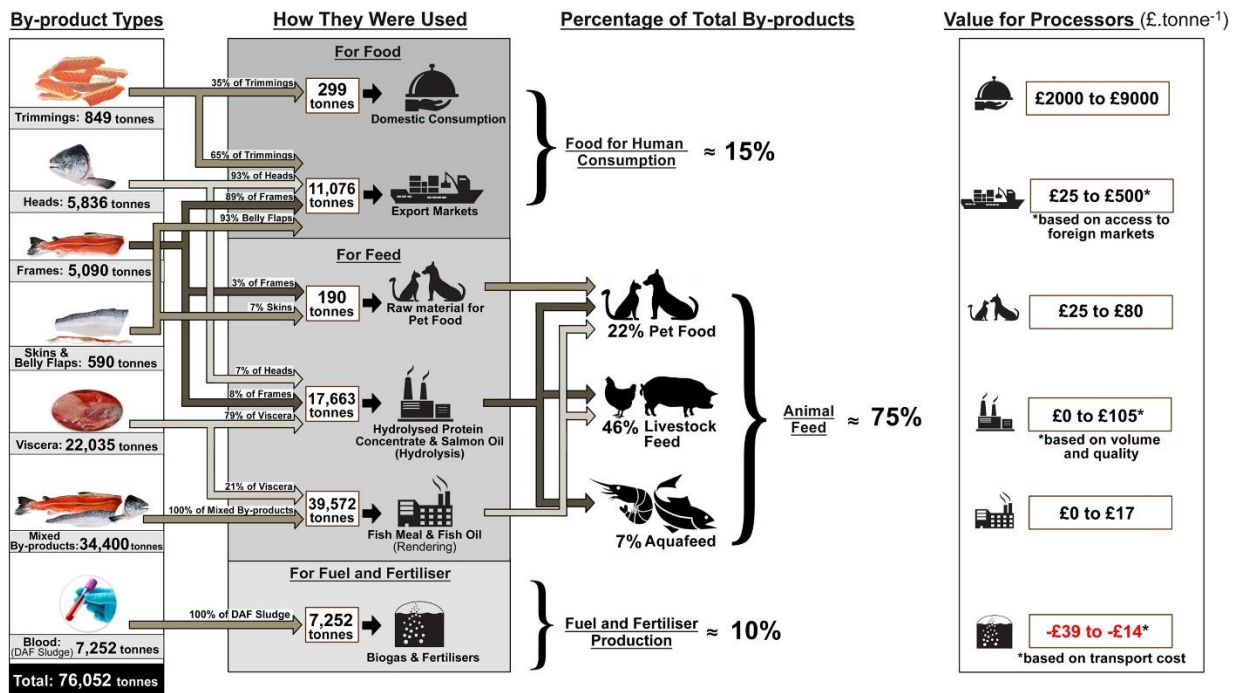 By-product Types
How They Were Used
Percentage of Total By-products
Value for Processors (£.tonne⁻¹)
Trimmings: 849 tonnes
Heads: 5,836 tonnes
Frames: 5,090 tonnes
Skins &
Belly Flaps: 590 tonnes
Viscera: 22,035 tonnes
Mixed
By-products: 34,400 tonnes
Blood:
(DAF Sludge) 7,252 tonnes
Total: 76,052 tonnes
For Food
35% of Trimmings
299
tonnes
Domestic Consumption
65% of Trimmings
93% of Heads
89% of Frames
93% Belly Flaps
11,076
tonnes
Export Markets
For Feed
3% of Frames
7% Skins
190
tonnes
Raw material for
Pet Food
7% of Heads
8% of Frames
79% of Viscera
17,663
tonnes
Hydrolysed Protein
Concentrate & Salmon Oil
(Hydrolysis)
21% of Viscera
100% of Mixed By-products
39,572
tonnes
Fish Meal & Fish Oil
(Rendering)
For Fuel and Fertiliser
100% of DAF Sludge
7,252
tonnes
Biogas & Fertilisers
Food for Human
Consumption
≈ 15%
22% Pet Food
46% Livestock
Feed
7% Aquafeed
Animal
Feed
≈ 75%
Fuel and Fertiliser
Production
≈ 10%
£2000 to £9000
£25 to £500*
*based on access to
foreign markets
£25 to £80
£0 to £105*
*based on volume
and quality
£0 to £17
-£39 to -£14*
*based on transport cost